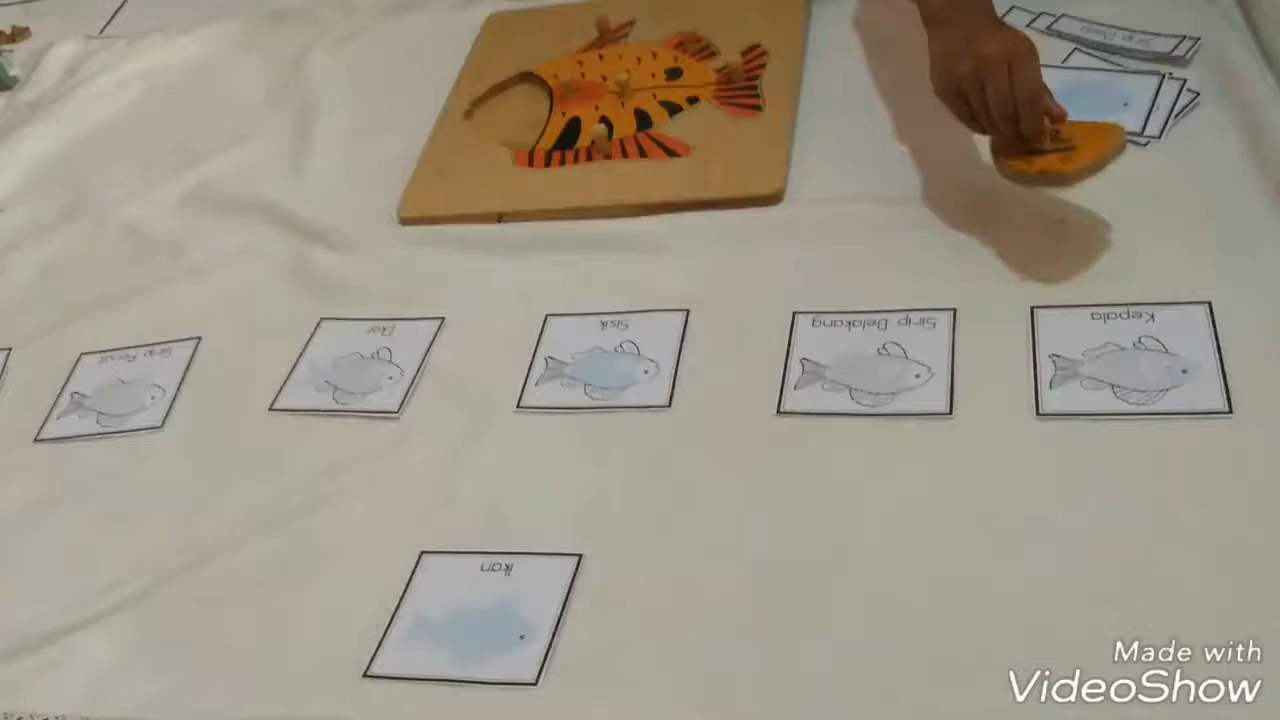 Kepala
Sirip Belakang
Sisik
Ekor
Sirip Perut
ikan
Made with
VideoShow